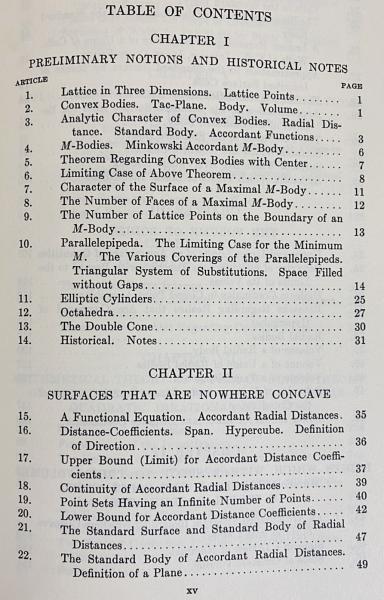 TABLE OF CONTENTS
CHAPTER I
PRELIMINARY NOTIONS AND HISTORICAL NOTES
ARTICLE PAGE
1. Lattice in Three Dimensions. Lattice Points........ 1
2. Convex Bodies. Tac-Plane. Body. Volume....... 1
3. Analytic Character of Convex Bodies. Radial Dis-
tance. Standard Body. Accordant Functions..... 3
4. M-Bodies. Minkowski Accordant M-Body........ 6
5. Theorem Regarding Convex Bodies with Center.... 7
6. Limiting Case of Above Theorem................ 8
7. Character of the Surface of a Maximal M-Body.... 11
8. The Number of Faces of a Maximal M-Body....... 12
9. The Number of Lattice Points on the Boundary of an
M-Body.................................... 13
10. Parallelepipeda. The Limiting Case for the Minimum
M. The Various Coverings of the Parallelepipeds.
Triangular System of Substitutions. Space Filled
without Gaps............................... 14
11. Elliptic Cylinders............................. 25
12. Octahedra.................................... 27
13. The Double Cone.............................. 30
14. Historical. Notes............................. 31
CHAPTER II
SURFACES THAT ARE NOWHERE CONCAVE
15. A Functional Equation. Accordant Radial Distances. 35
16. Distance-Coefficients. Span. Hypercube. Definition
of Direction................................ 36
17. Upper Bound (Limit) for Accordant Distance Coeffi-
cients..................................... 37
18. Continuity of Accordant Radial Distances......... 39
19. Point Sets Having an Infinite Number of Points..... 40
20. Lower Bound for Accordant Distance Coefficients... 42
21. The Standard Surface and Standard Body of Radial
Distances.................................. 47
22. The Standard Body of Accordant Radial Distances.
Definition of a Plane........................ 49
xv